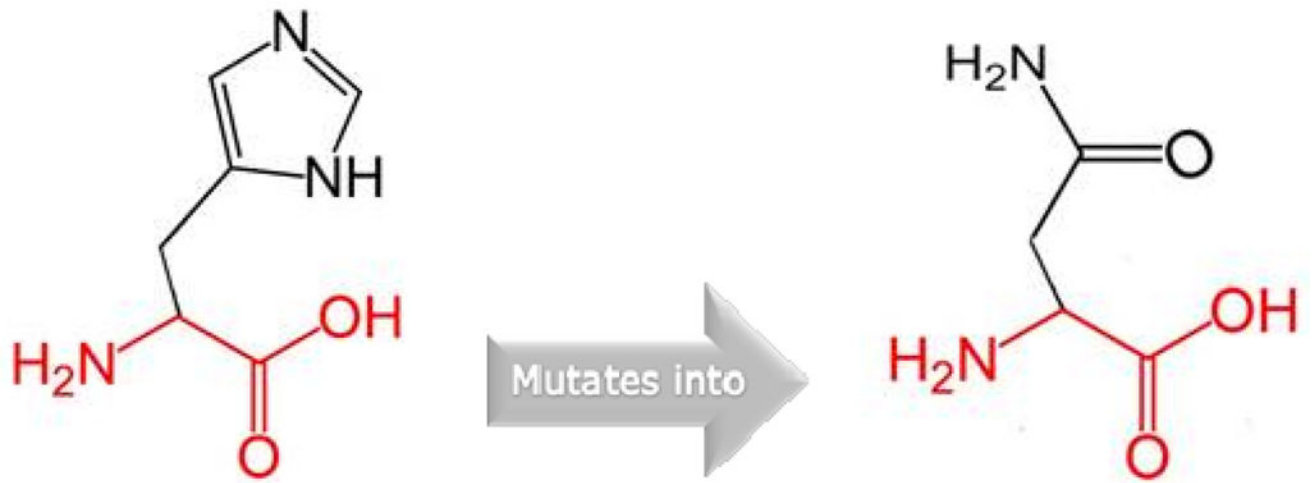 N
NH
OH
H₂N
O
Mutates into
H₂N
O
OH
H₂N
O